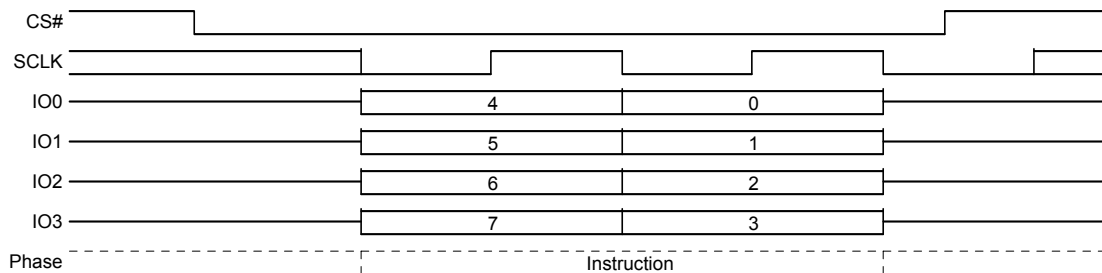 CS#
SCLK
IO0 4 0
IO1 5 1
IO2 6 2
IO3 7 3
Phase Instruction